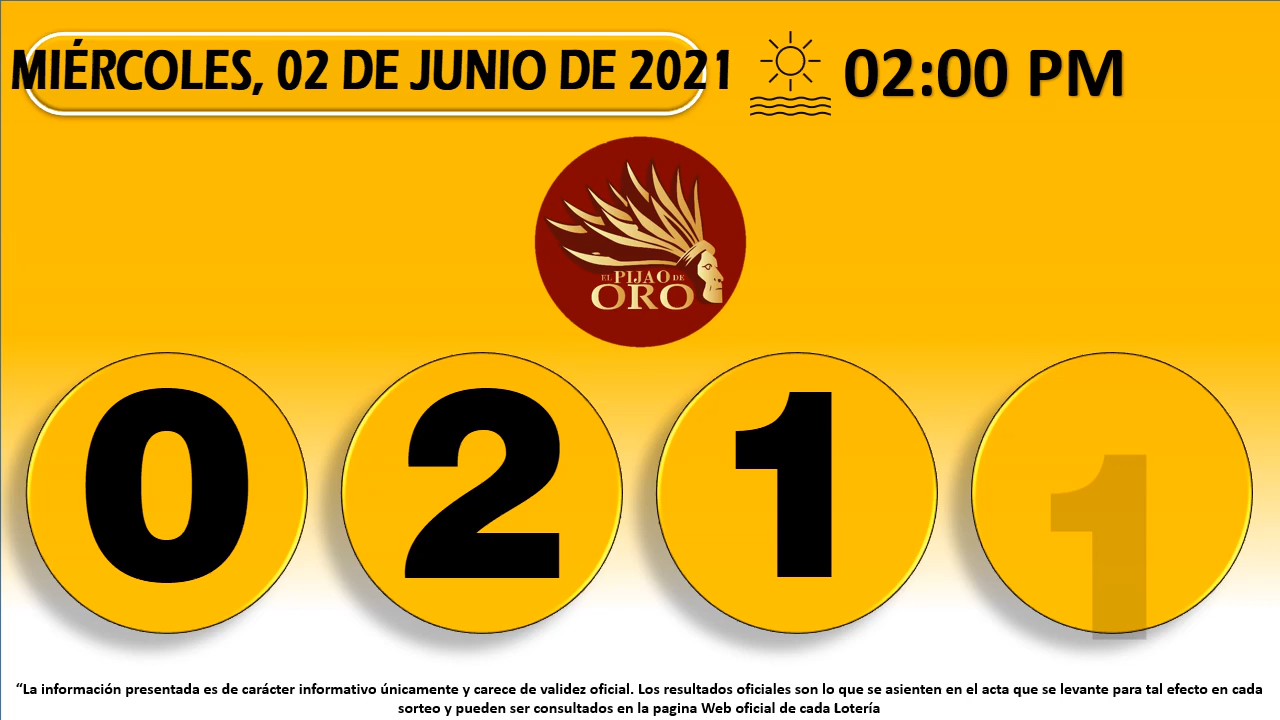 MIÉRCOLES, 02 DE JUNIO DE 2021
02:00 PM
EL PIJAO DE
ORO
0 2 1 1
“La información presentada es de carácter informativo únicamente y carece de validez oficial. Los resultados oficiales son lo que se asienten en el acta que se levante para tal efecto en cada
sorteo y pueden ser consultados en la pagina Web oficial de cada Lotería